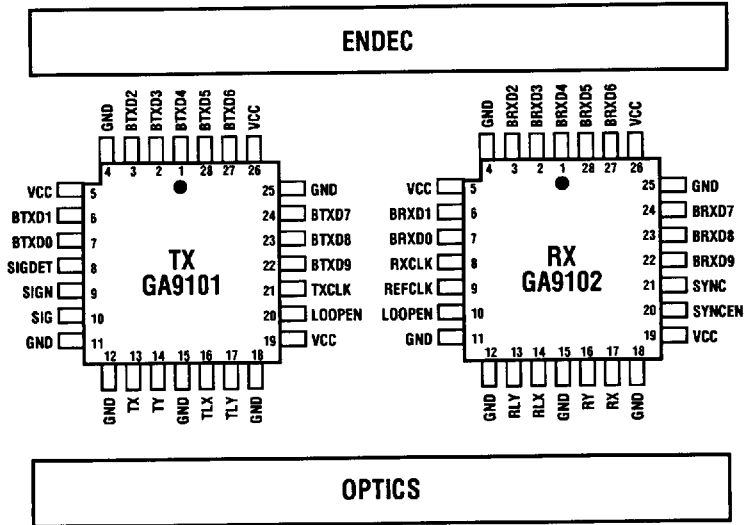 ENDEC
GND BTXD2 BTXD3 BTXD4 BTXD5 BTXD6 VCC
4 3 2 1 28 27 26
VCC 5
BTXD1 6
BTXD0 7
SIGDET 8
SIGN 9
SIG 10
GND 11
TX
GA9101
25 GND
24 BTXD7
23 BTXD8
22 BTXD9
21 TXCLK
20 LOOPEN
19 VCC
12 13 14 15 16 17 18
GND TX TY GND TLX TLY GND
GND BRXD2 BRXD3 BRXD4 BRXD5 BRXD6 VCC
4 3 2 1 28 27 26
VCC 5
BRXD1 6
BRXD0 7
RXCLK 8
REFCLK 9
LOOPEN 10
GND 11
RX
GA9102
25 GND
24 BRXD7
23 BRXD8
22 BRXD9
21 SYNC
20 SYNCEN
19 VCC
12 13 14 15 16 17 18
GND RLY RLX GND RY RX GND
OPTICS